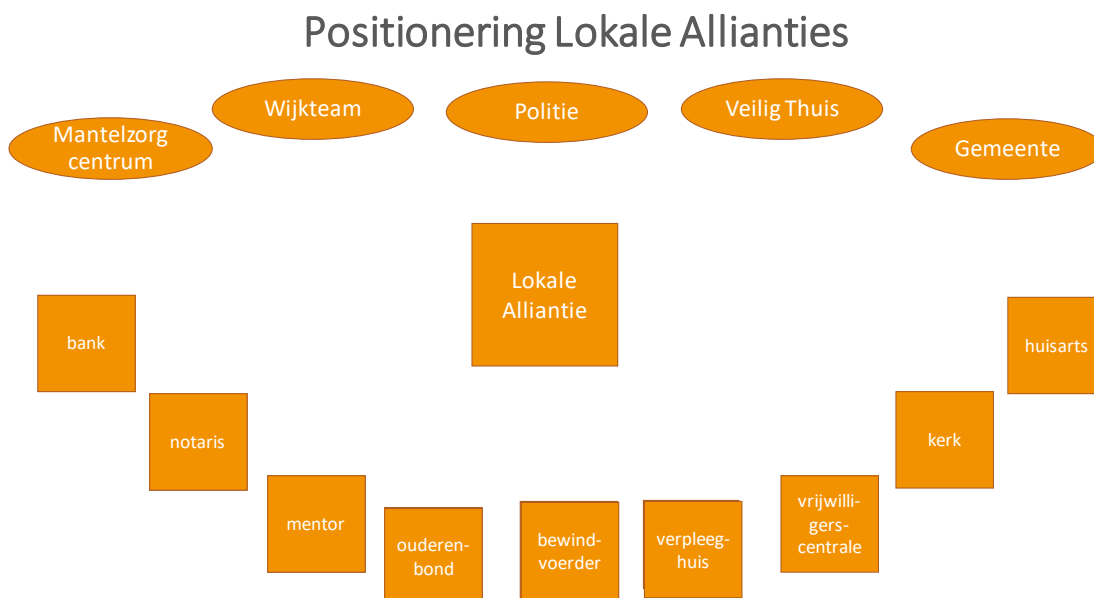 Positionering Lokale Allianties
Wijkteam
Politie
Veilig Thuis
Mantelzorg
centrum
Gemeente
Lokale
Alliantie
bank
huisarts
notaris
kerk
mentor
ouderen-
bond
bewind-
voerder
verpleeg-
huis
vrijwilli-
gers-
centrale